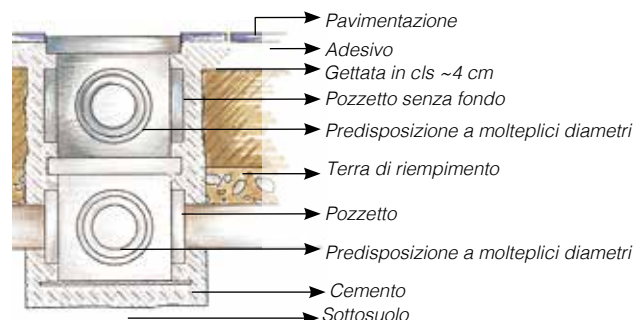 Pavimentazione
Adesivo
Gettata in cls ~4 cm
Pozzetto senza fondo
Predisposizione a molteplici diametri
Terra di riempimento
Pozzetto
Predisposizione a molteplici diametri
Cemento
Sottosuolo